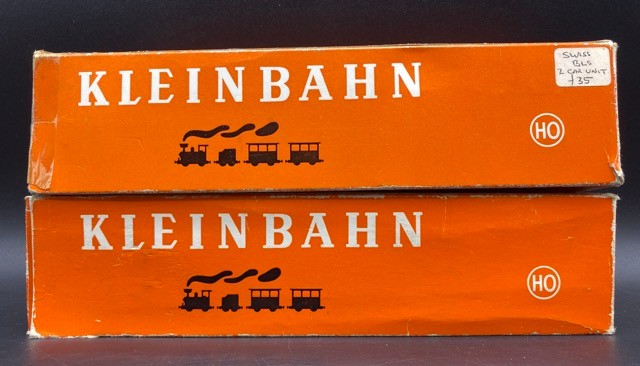 KLEINBAHN
SWISS
BLS
2 CAR UNIT
£35
HO
KLEINBAHN
HO